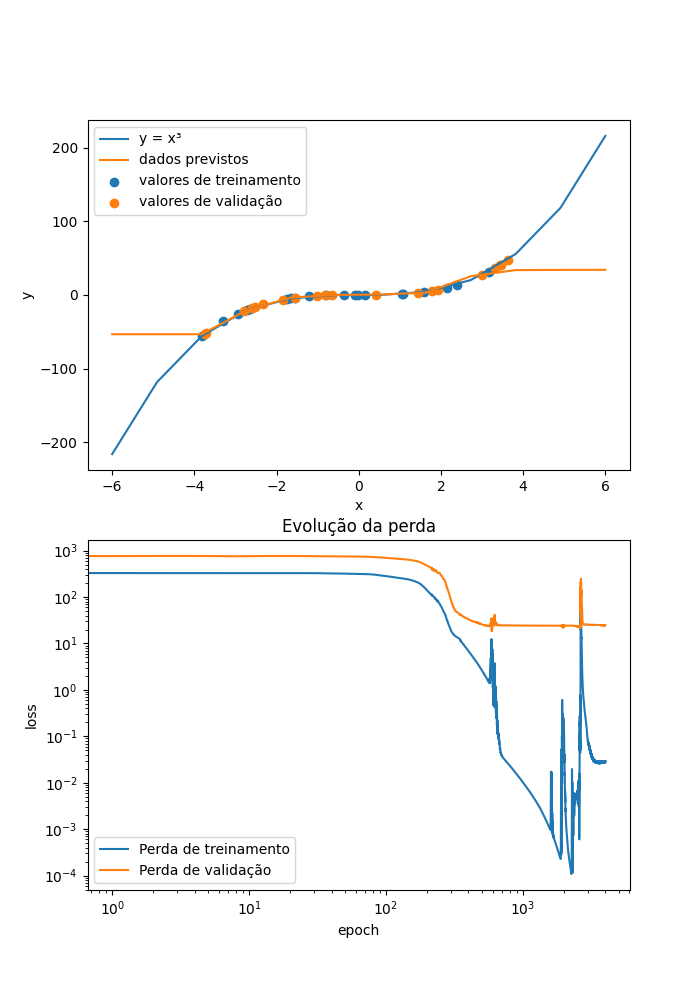 y = x³
dados previstos
valores de treinamento
valores de validação
200
100
0
−100
−200
y
−6 −4 −2 0 2 4 6
x
Evolução da perda
10³
10²
10¹
10⁰
10⁻¹
10⁻²
10⁻³
10⁻⁴
loss
Perda de treinamento
Perda de validação
10⁰ 10¹ 10² 10³
epoch